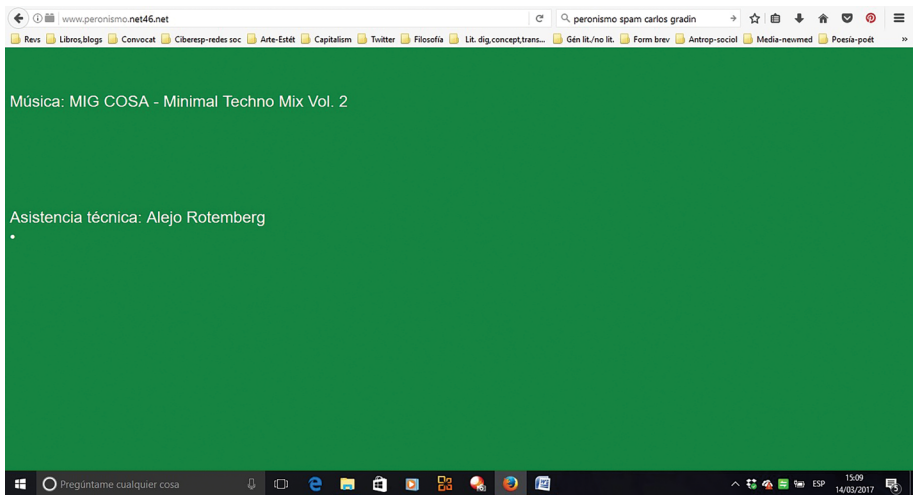 www.peronismo.net46.net
peronismo spam carlos gradin
Revs Libros,blogs Convocat Ciberesp-redes soc Arte-Estét Capitalism Twitter Filosofía Lit. dig,concept,trans... Gén lit./no lit. Form brev Antrop-sociol Media-newmed Poesía-poét »
Música: MIG COSA - Minimal Techno Mix Vol. 2
Asistencia técnica: Alejo Rotemberg
•
Pregúntame cualquier cosa
ESP
15:09
14/03/2017
5